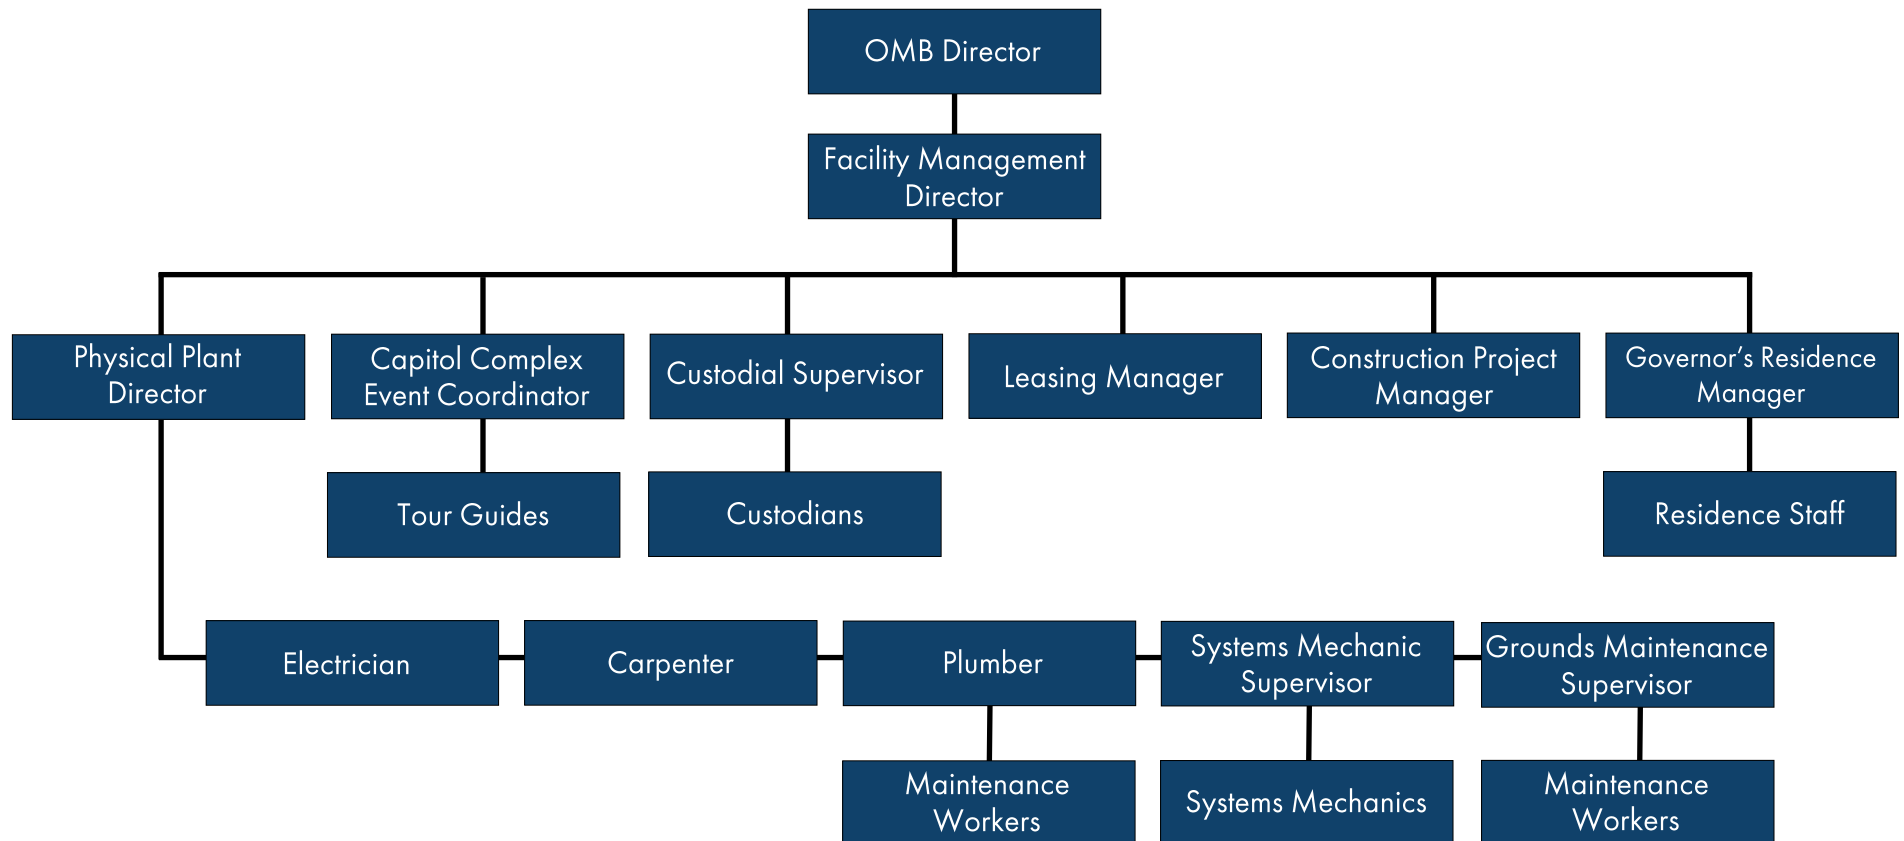 OMB Director
Facility Management
Director
Physical Plant
Director
Capitol Complex
Event Coordinator
Custodial Supervisor
Leasing Manager
Construction Project
Manager
Governor’s Residence
Manager
Tour Guides
Custodians
Residence Staff
Electrician
Carpenter
Plumber
Systems Mechanic
Supervisor
Grounds Maintenance
Supervisor
Maintenance
Workers
Systems Mechanics
Maintenance
Workers